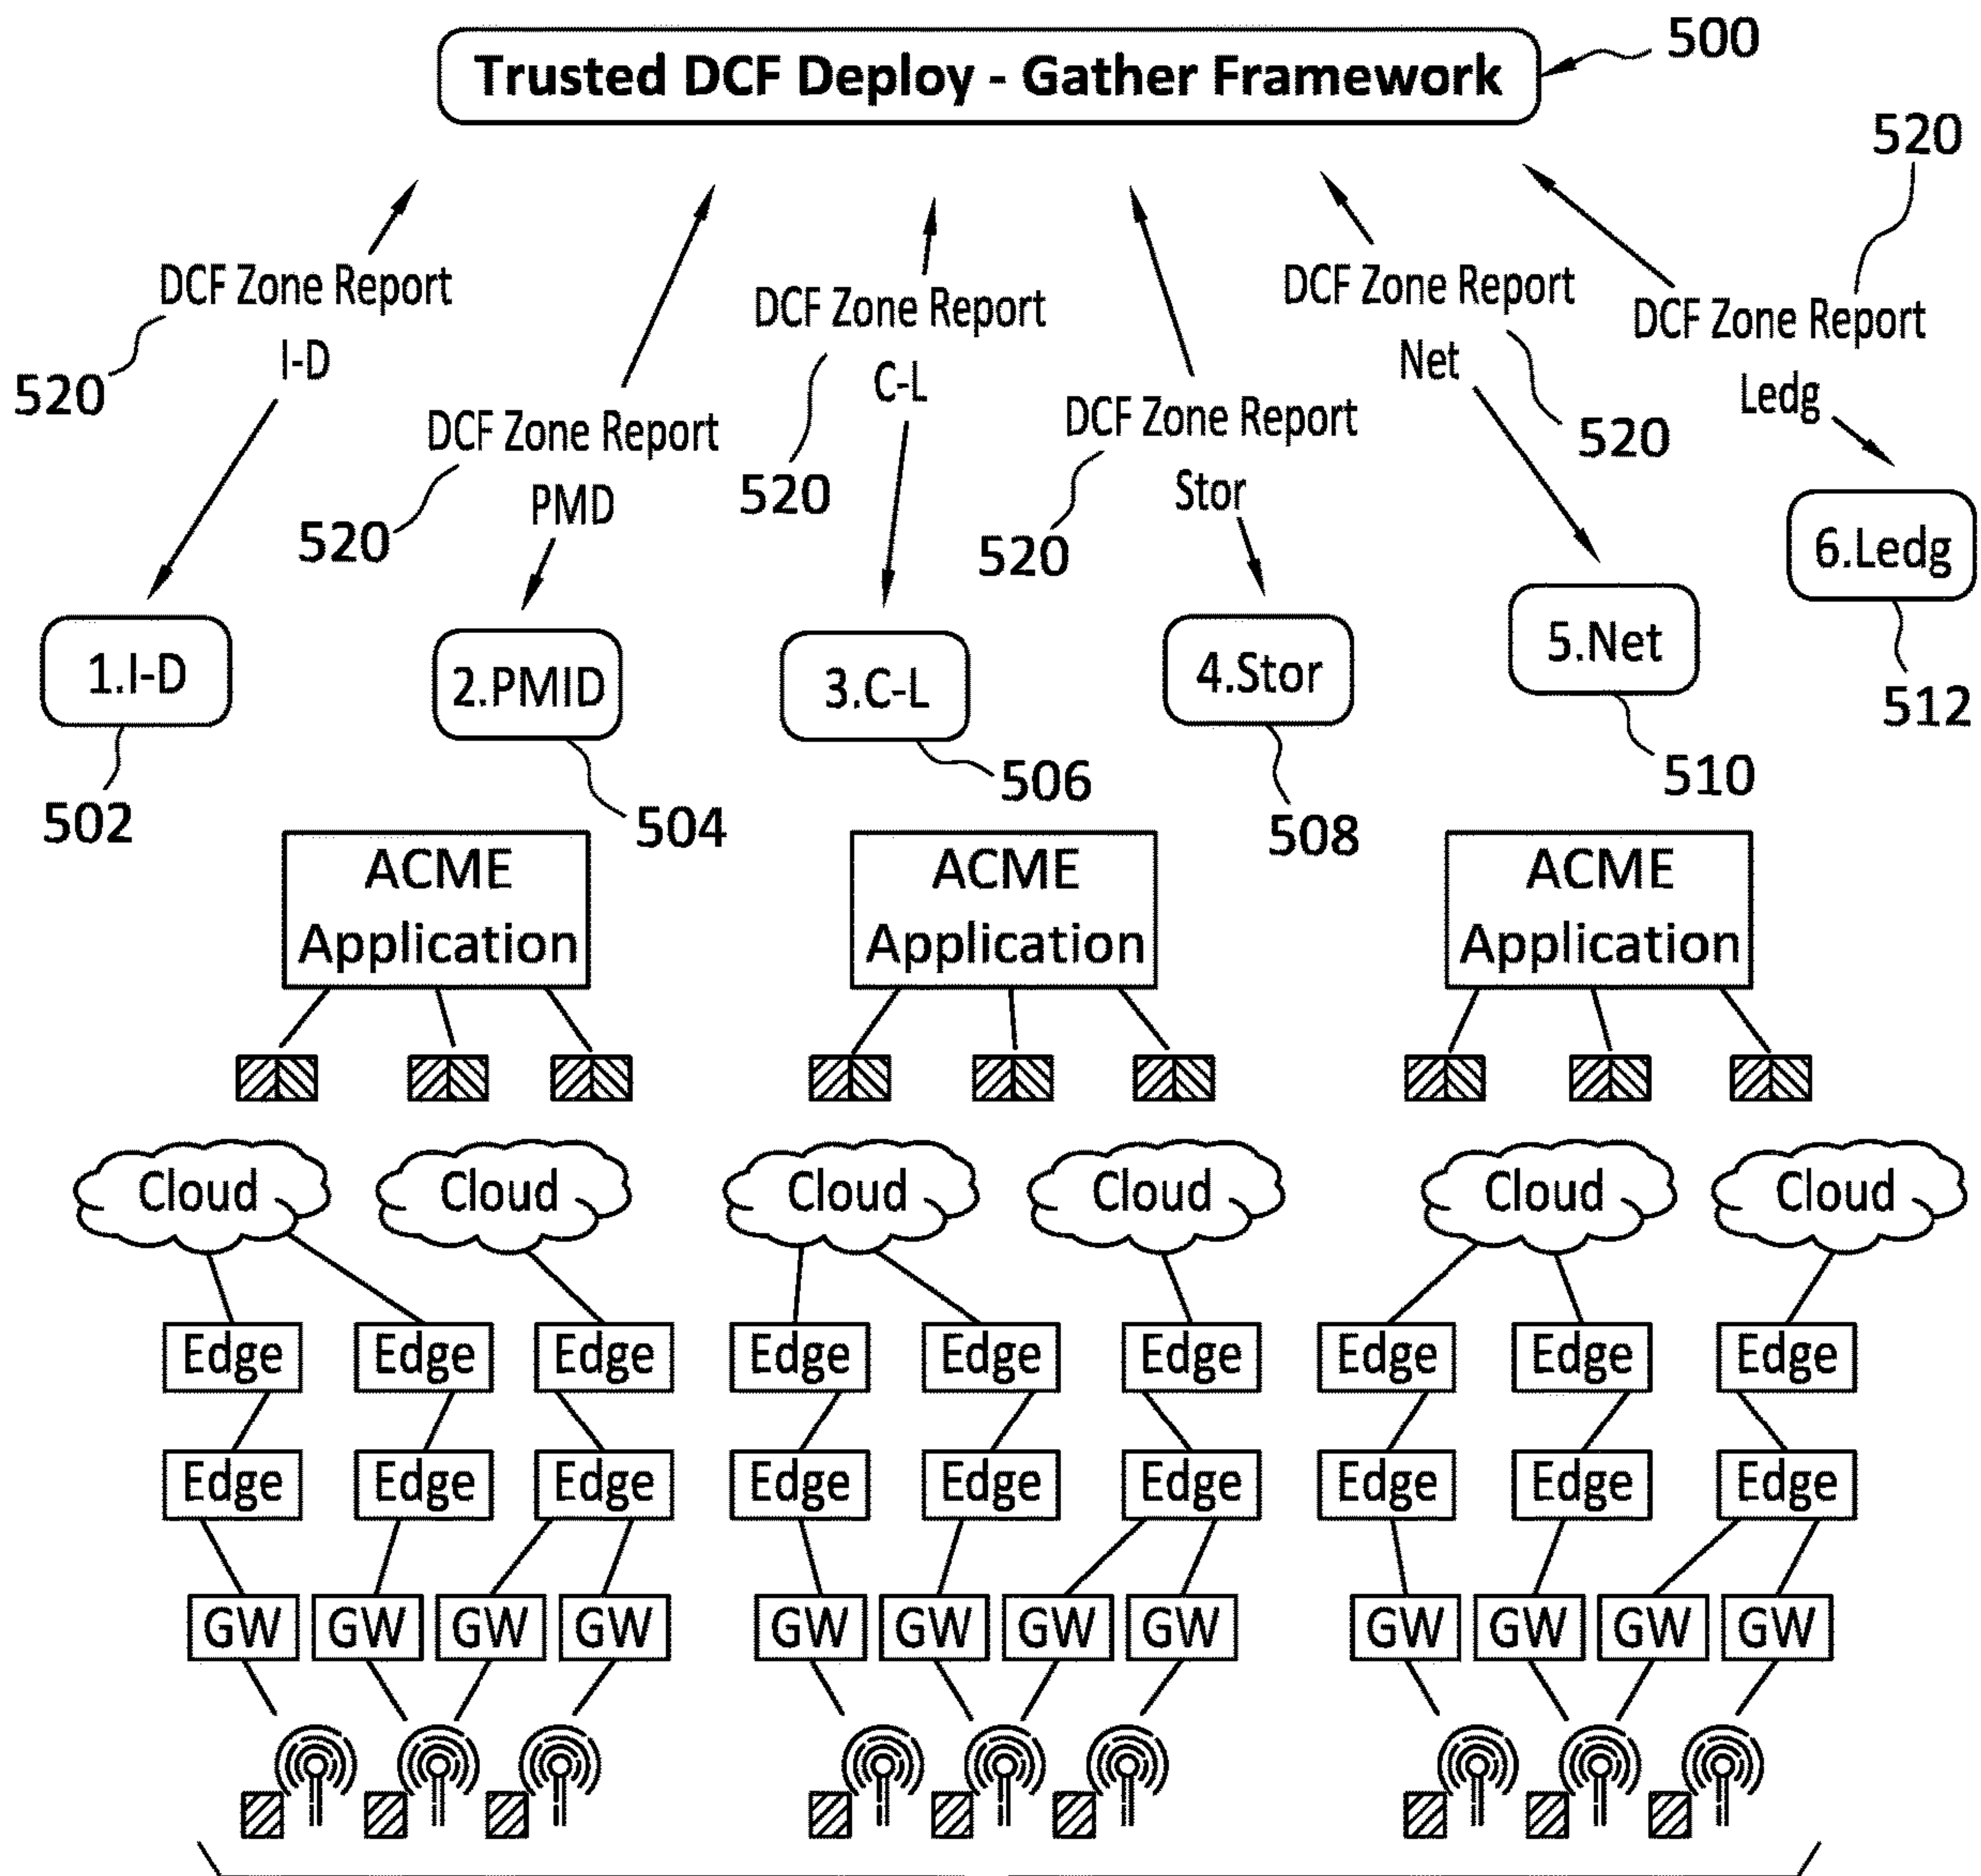 Trusted DCF Deploy - Gather Framework
500
520
DCF Zone Report
I-D
520
DCF Zone Report
PMD
520
DCF Zone Report
C-L
520
DCF Zone Report
Stor
520
DCF Zone Report
Net
520
DCF Zone Report
Ledg
1.I-D
502
2.PMID
504
3.C-L
506
4.Stor
508
5.Net
510
6.Ledg
512
ACME
Application
ACME
Application
ACME
Application
Cloud Cloud Cloud Cloud Cloud Cloud
Edge Edge Edge Edge Edge Edge Edge Edge Edge
Edge Edge Edge Edge Edge Edge Edge Edge Edge
GW GW GW GW GW GW GW GW GW GW GW GW